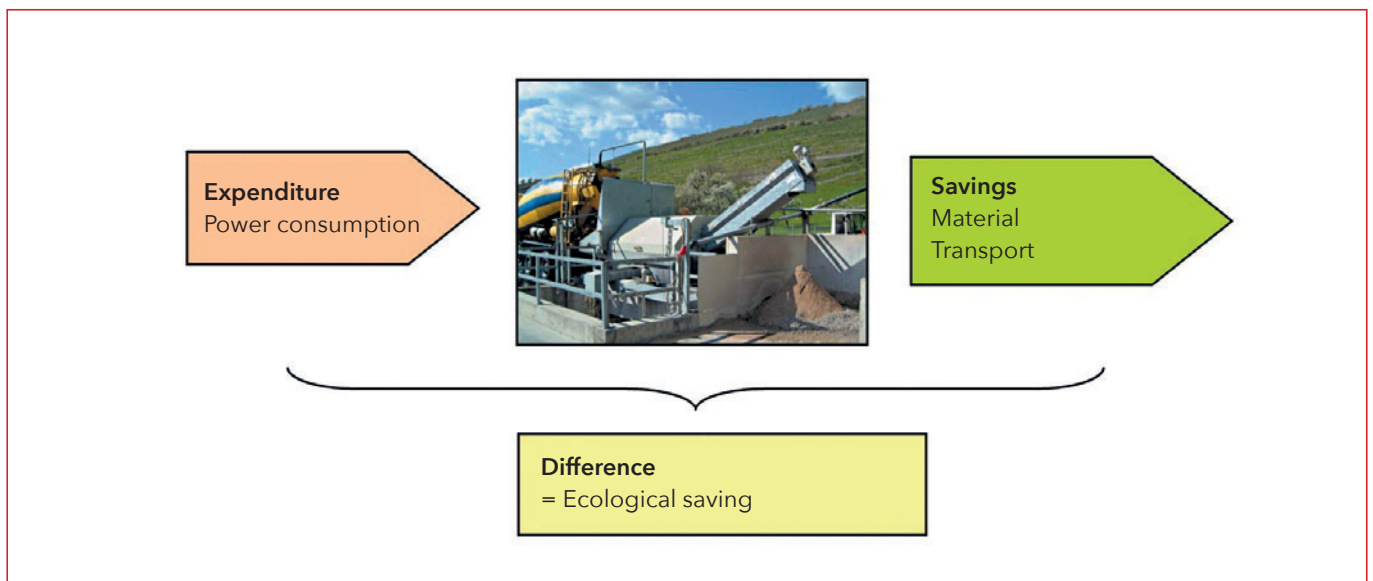 Expenditure
Power consumption
Savings
Material
Transport
Difference
= Ecological saving